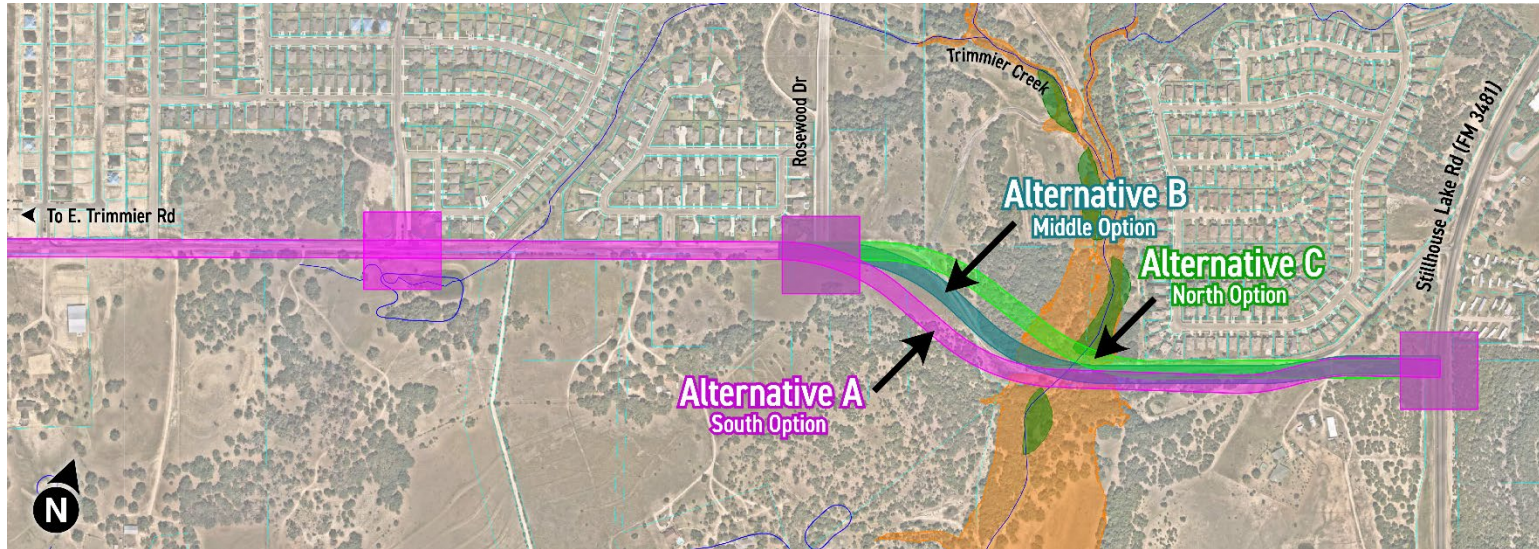 Trimmier Creek
Rosewood Dr
Stillhouse Lake Rd (FM 3481)
To E. Trimmier Rd
Alternative B
Middle Option
Alternative C
North Option
Alternative A
South Option
N